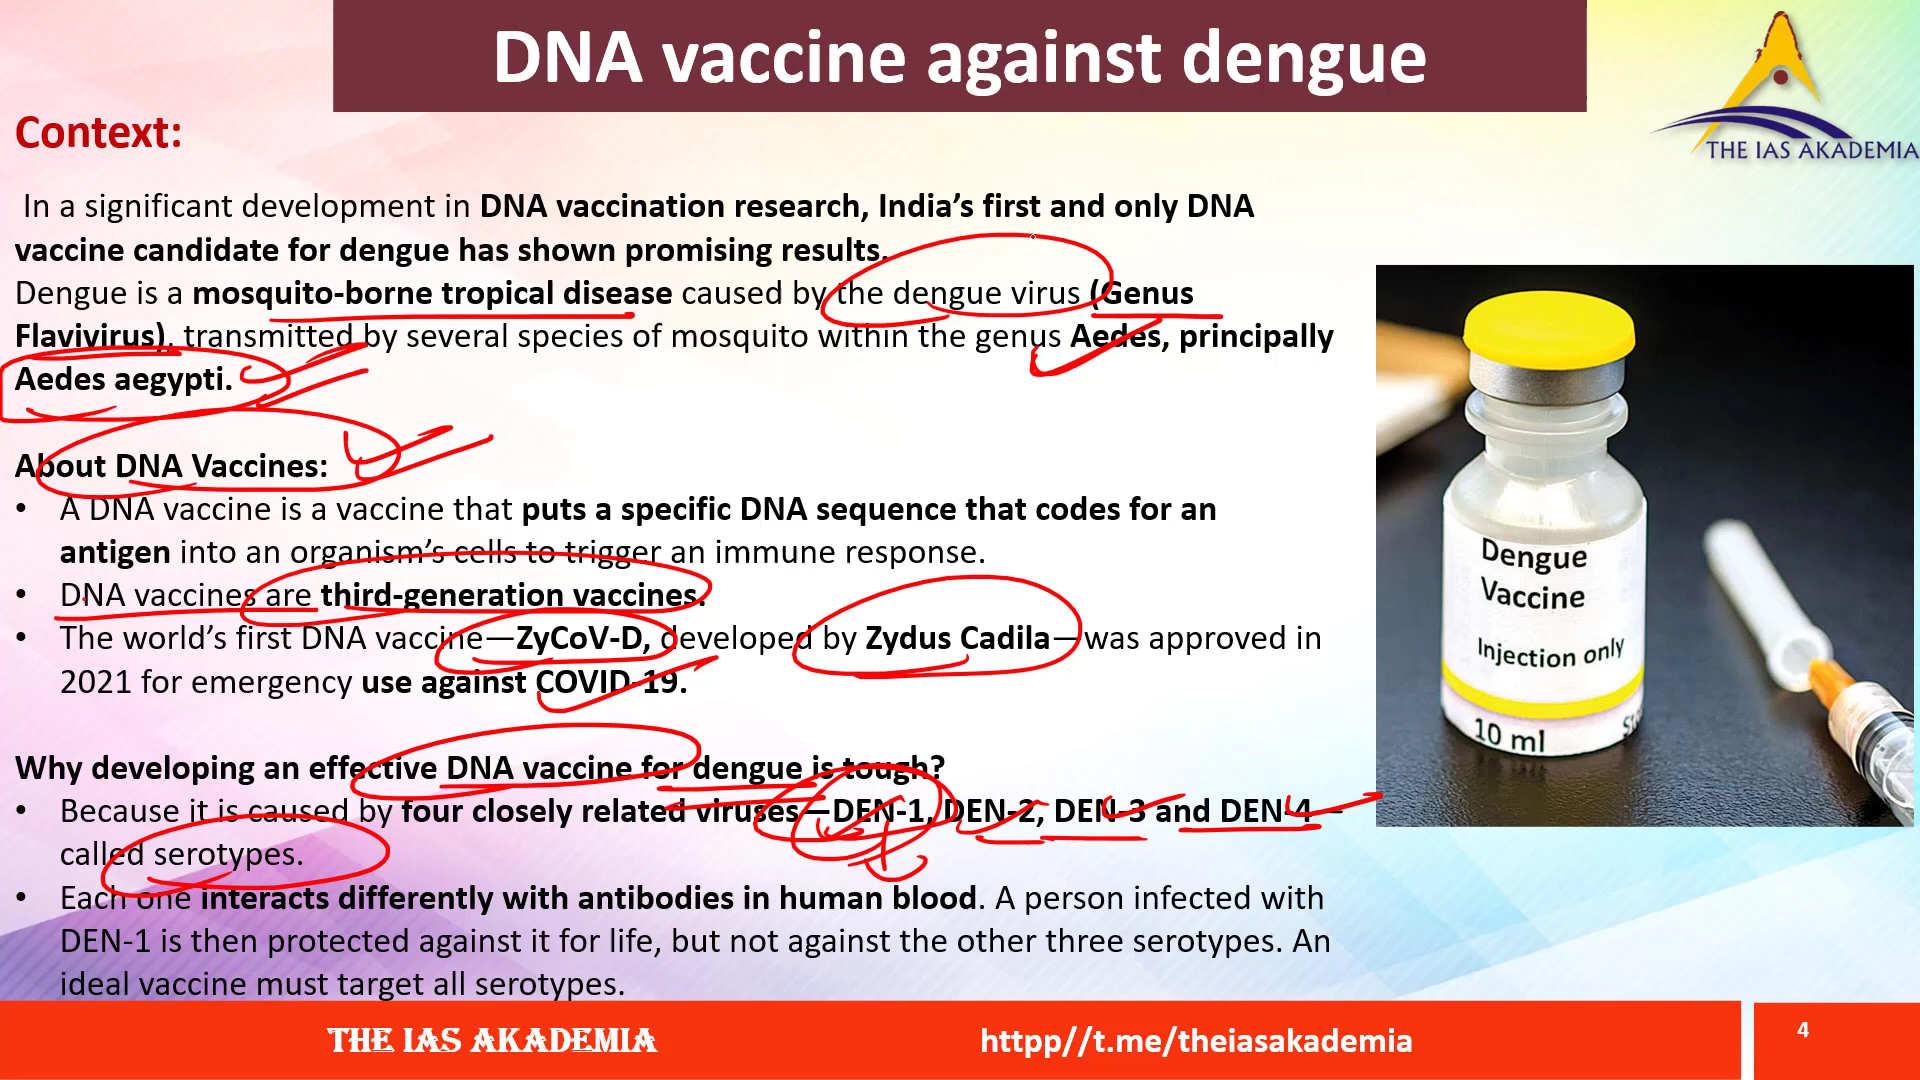 DNA vaccine against dengue
THE IAS AKADEMIA
Context:
In a significant development in DNA vaccination research, India’s first and only DNA
vaccine candidate for dengue has shown promising results.
Dengue is a mosquito-borne tropical disease caused by the dengue virus (Genus
Flavivirus), transmitted by several species of mosquito within the genus Aedes, principally
Aedes aegypti.
About DNA Vaccines:
• A DNA vaccine is a vaccine that puts a specific DNA sequence that codes for an
antigen into an organism’s cells to trigger an immune response.
• DNA vaccines are third-generation vaccines.
• The world’s first DNA vaccine—ZyCoV-D, developed by Zydus Cadila—was approved in
2021 for emergency use against COVID-19.
Why developing an effective DNA vaccine for dengue is tough?
• Because it is caused by four closely related viruses—DEN-1, DEN-2, DEN-3 and DEN-4—
called serotypes.
• Each one interacts differently with antibodies in human blood. A person infected with
DEN-1 is then protected against it for life, but not against the other three serotypes. An
ideal vaccine must target all serotypes.
Dengue
Vaccine
Injection only
10 ml
THE IAS AKADEMIA
httpp//t.me/theiasakademia
4